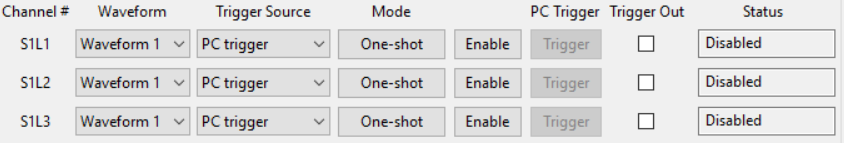 Channel # Waveform Trigger Source Mode PC Trigger Trigger Out Status
S1L1 Waveform 1 PC trigger One-shot Enable Trigger Disabled
S1L2 Waveform 1 PC trigger One-shot Enable Trigger Disabled
S1L3 Waveform 1 PC trigger One-shot Enable Trigger Disabled